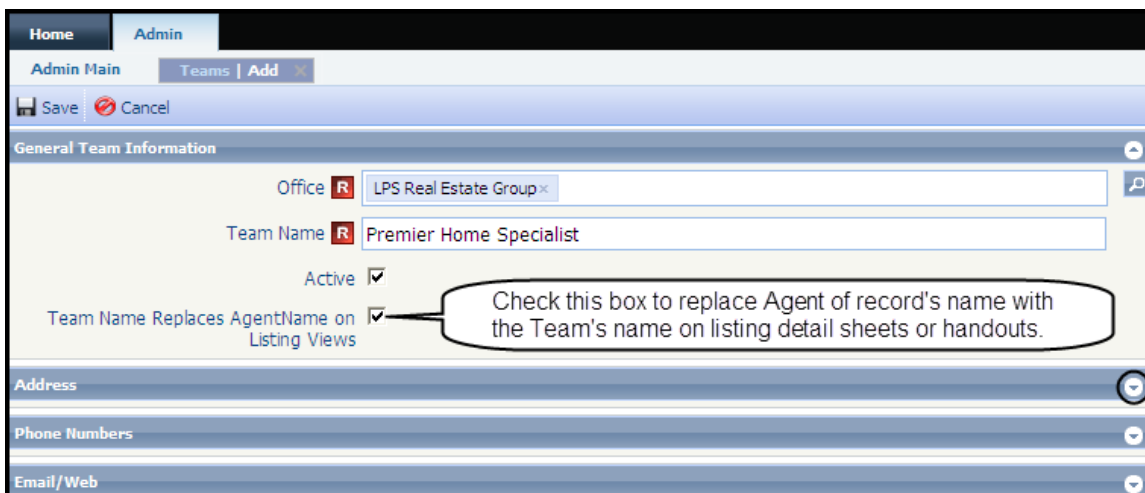 Home Admin
Admin Main Teams | Add ×
Save Cancel
General Team Information
Office R LPS Real Estate Group×
Team Name R Premier Home Specialist
Active
Team Name Replaces AgentName on
Listing Views
Check this box to replace Agent of record's name with
the Team's name on listing detail sheets or handouts.
Address
Phone Numbers
Email/Web